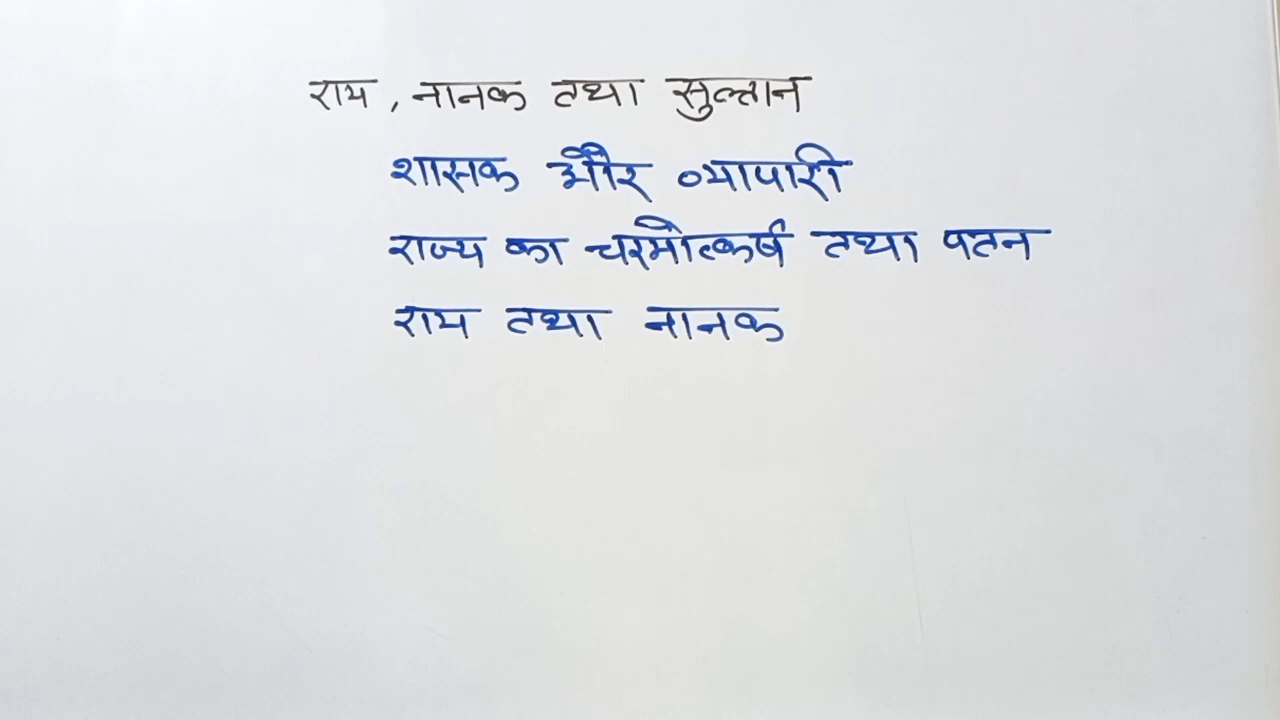 राय, नानक तथा सुल्तान
शासक और व्यापारी
राज्य का चरमोत्कर्ष तथा पतन
राय तथा नानक